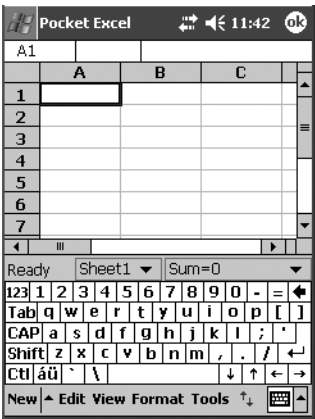 Pocket Excel 11:42 ok
A1
A B C
1
2
3
4
5
6
7
Ready Sheet1 Sum=0
123 1 2 3 4 5 6 7 8 9 0 - =
Tab q w e r t y u i o p [ ]
CAP a s d f g h j k l ; '
Shift z x c v b n m , . /
Ctl áü ` \
New Edit View Format Tools